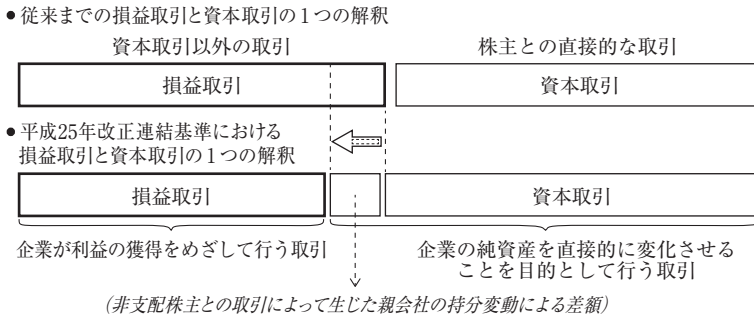 ● 従来までの損益取引と資本取引の1つの解釈
資本取引以外の取引
株主との直接的な取引
損益取引
資本取引
● 平成25年改正連結基準における
損益取引と資本取引の1つの解釈
損益取引
資本取引
企業が利益の獲得をめざして行う取引
企業の純資産を直接的に変化させる
ことを目的として行う取引
(非支配株主との取引によって生じた親会社の持分変動による差額)